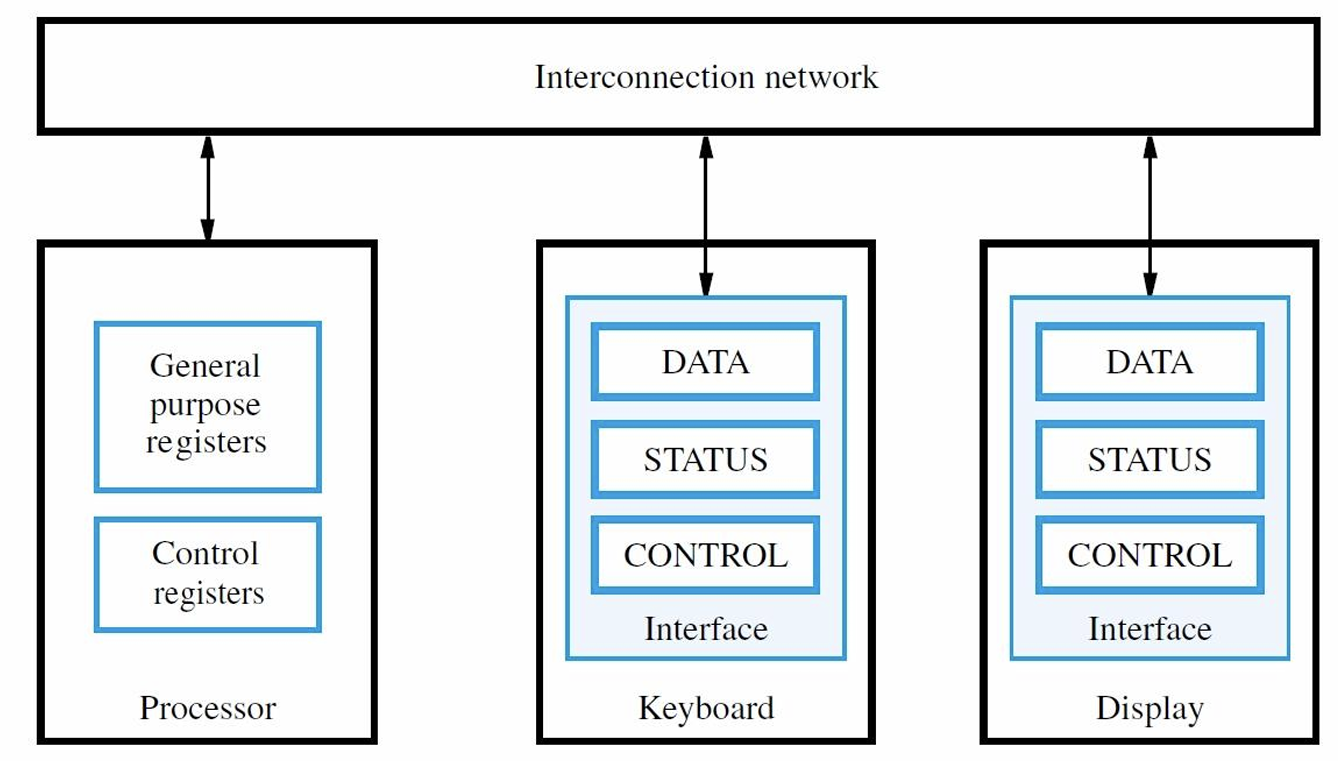 Interconnection network
General
purpose
registers
Control
registers
Processor
DATA
STATUS
CONTROL
Interface
Keyboard
DATA
STATUS
CONTROL
Interface
Display